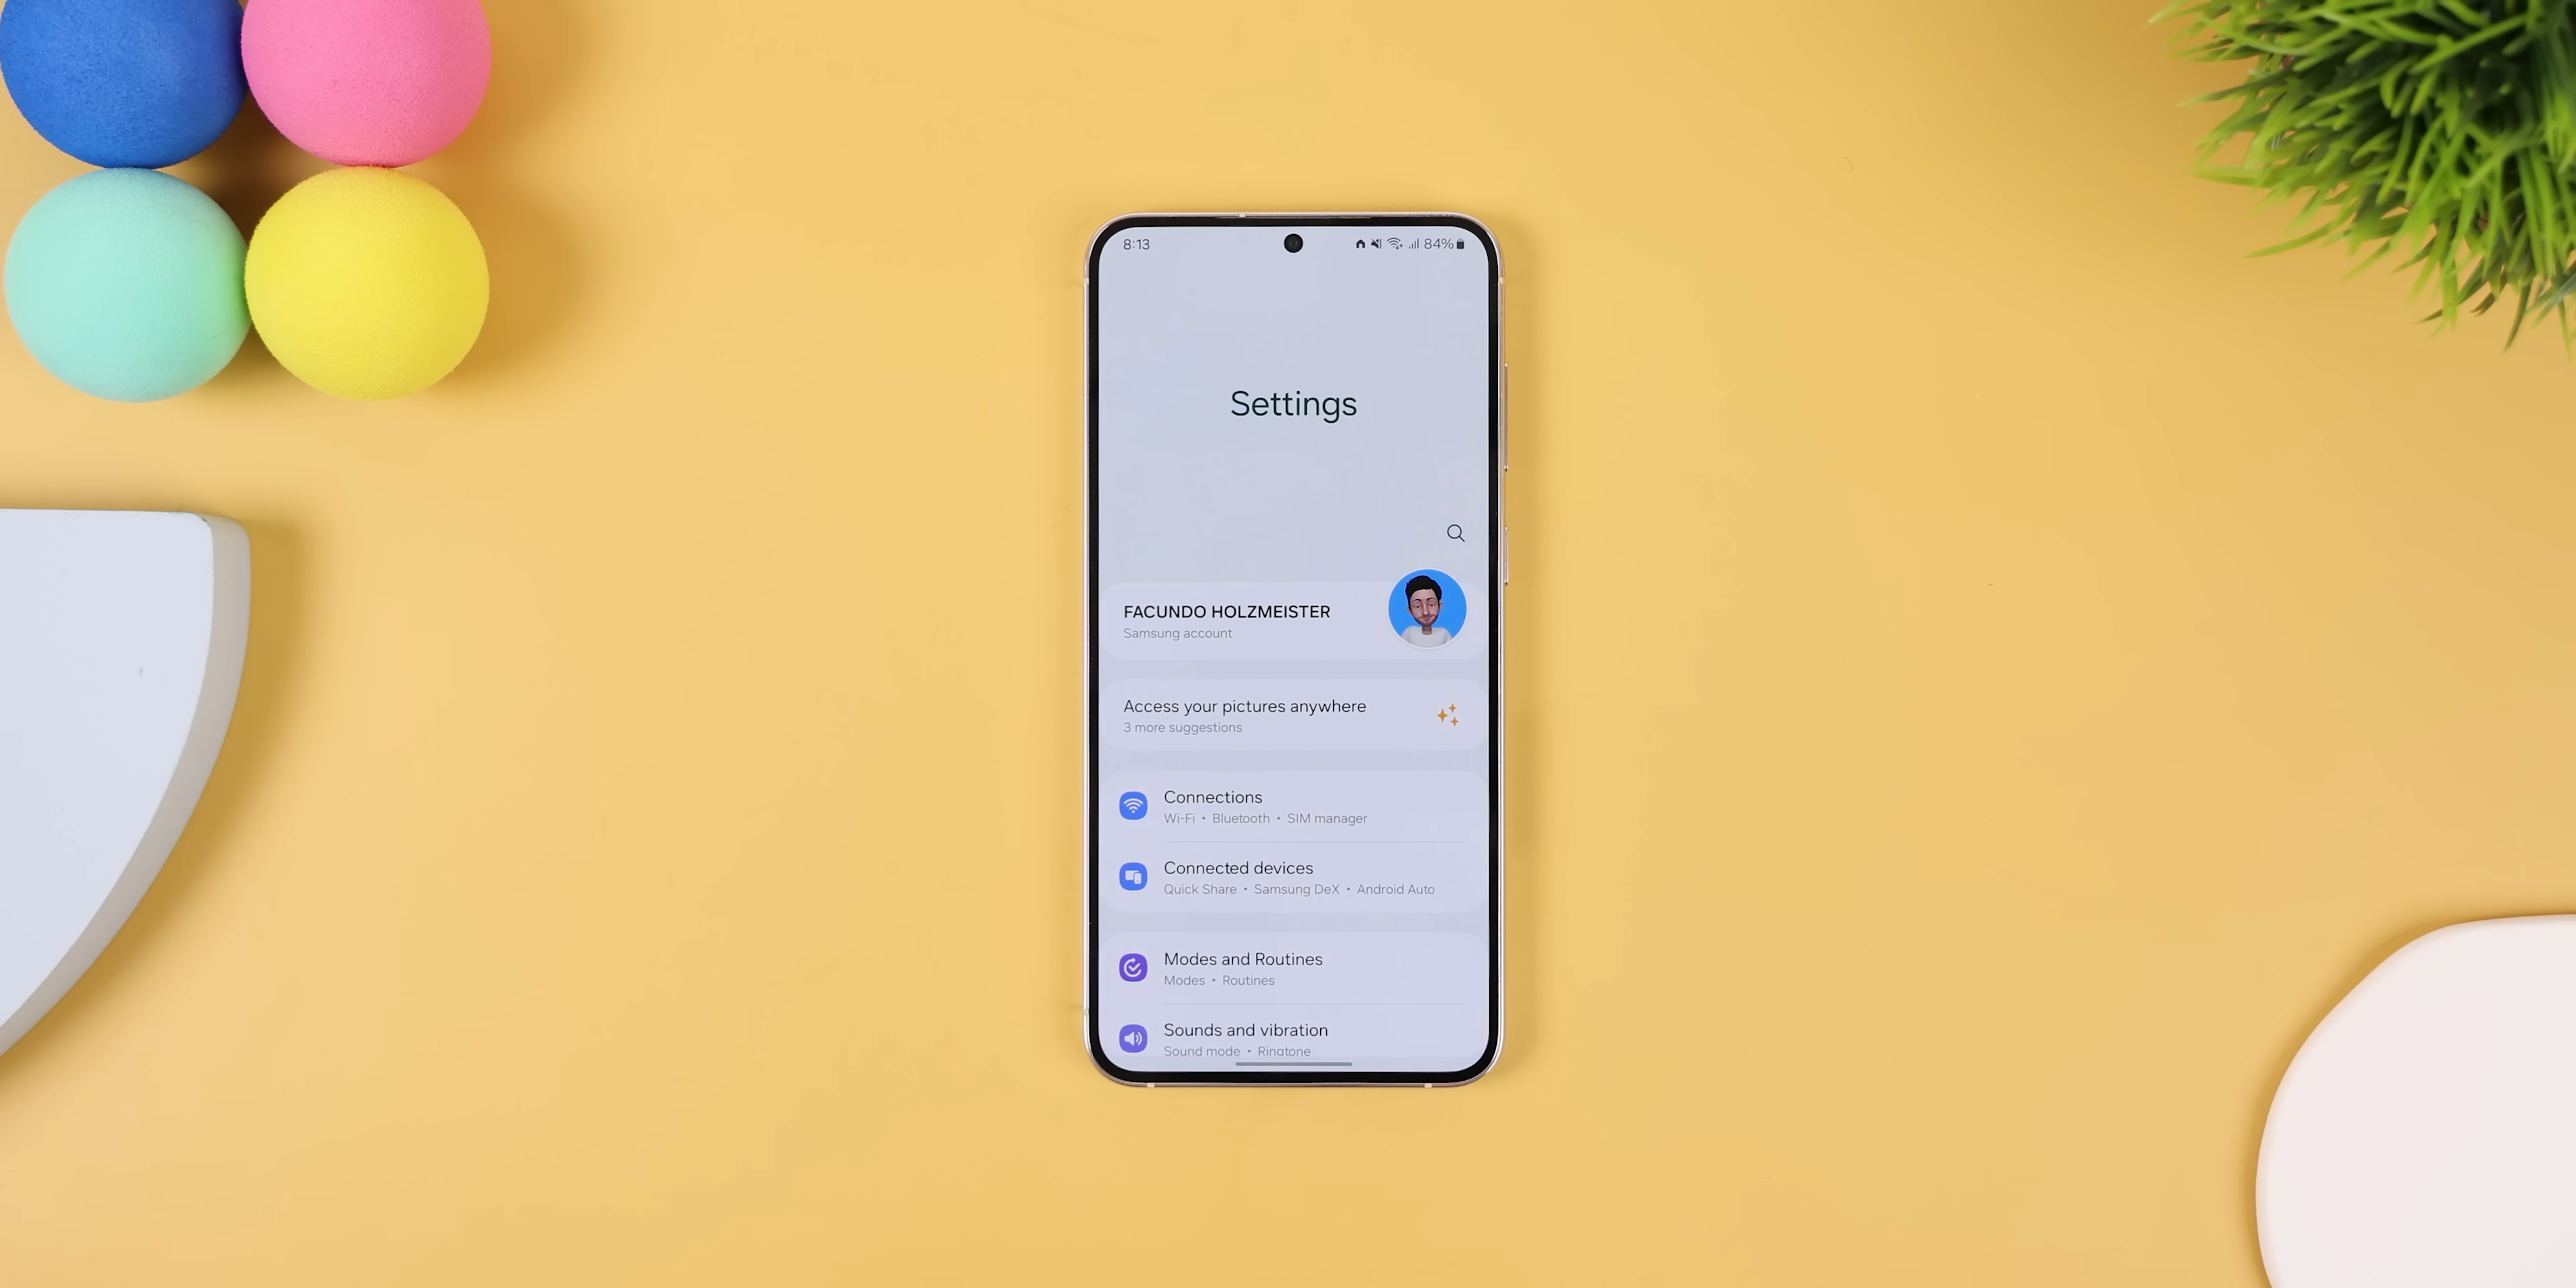 8:13 84%
Settings
FACUNDO HOLZMEISTER
Samsung account
Access your pictures anywhere
3 more suggestions
Connections
Wi-Fi • Bluetooth • SIM manager
Connected devices
Quick Share • Samsung DeX • Android Auto
Modes and Routines
Modes • Routines
Sounds and vibration
Sound mode • Ringtone